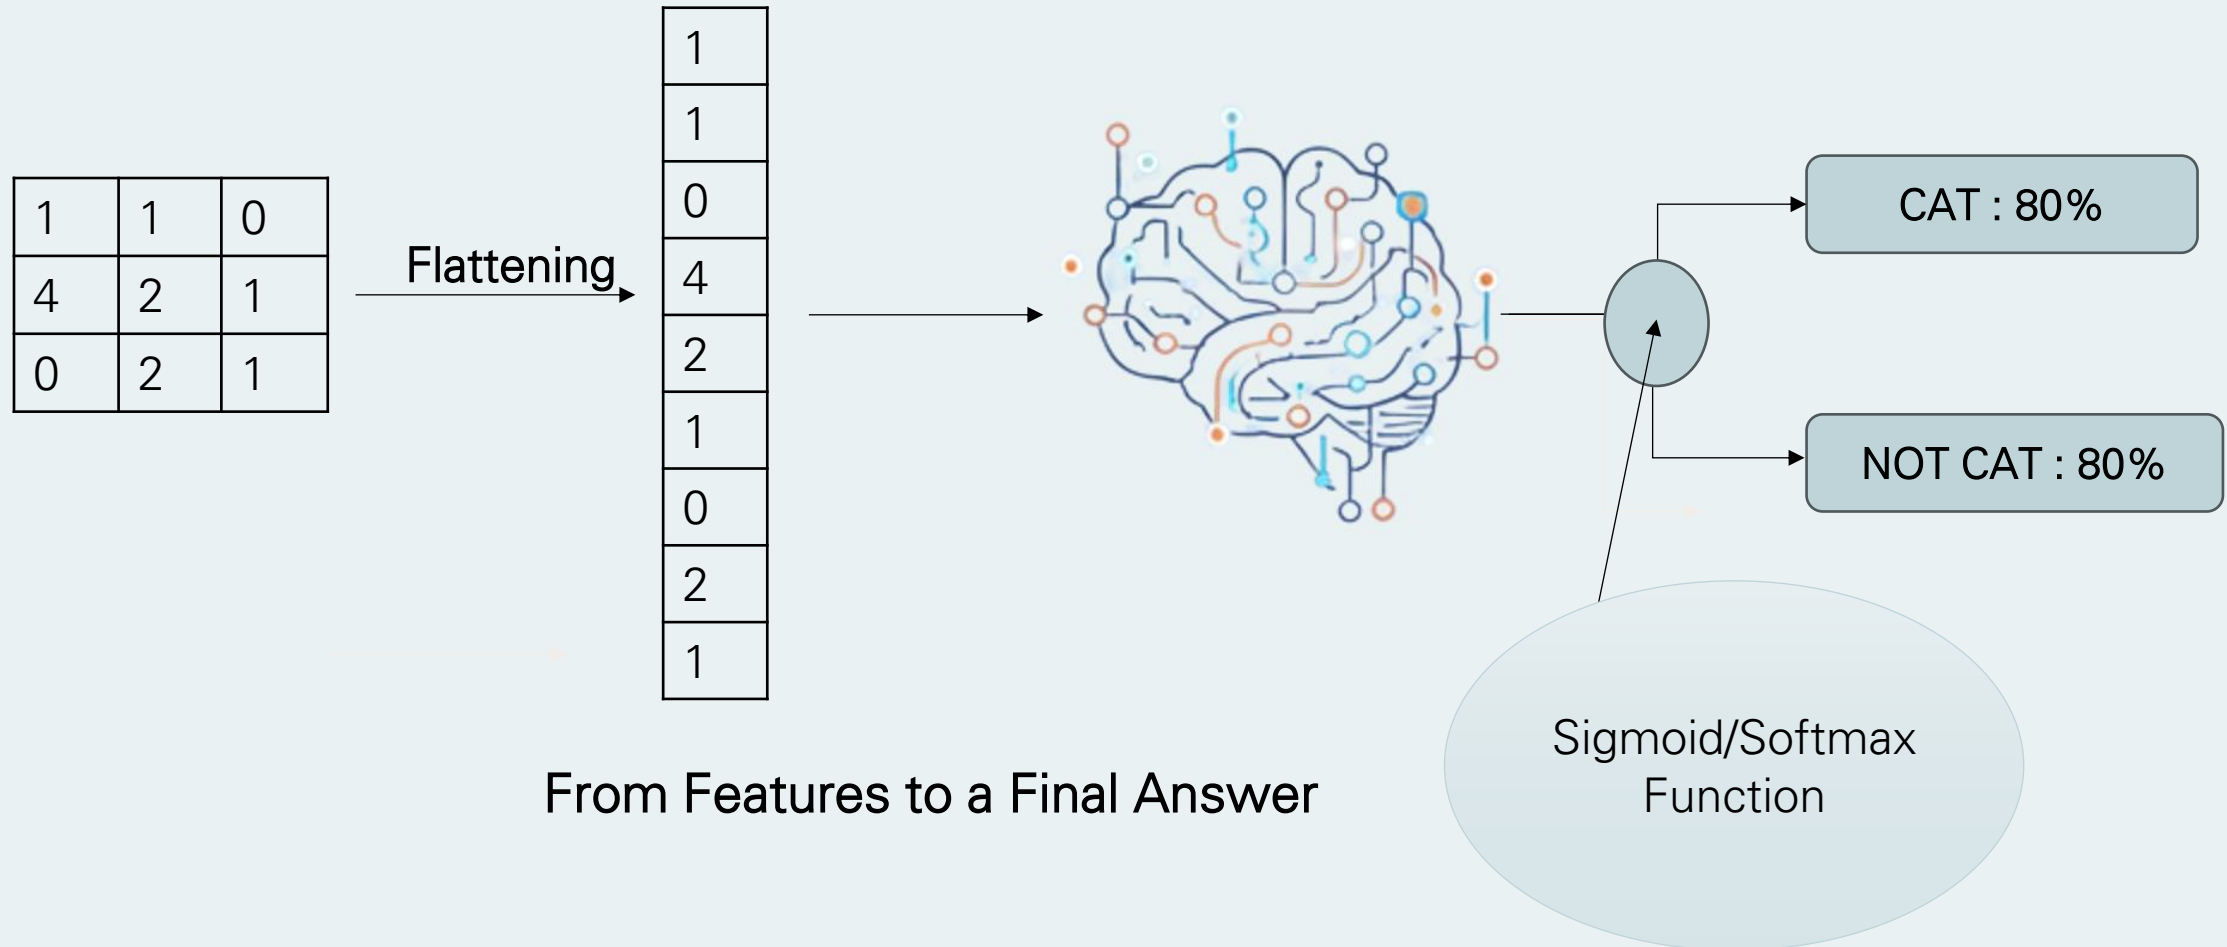 1 1 0
4 2 1
0 2 1
Flattening
1
1
0
4
2
1
0
2
1
CAT : 80%
NOT CAT : 80%
Sigmoid/Softmax
Function
From Features to a Final Answer